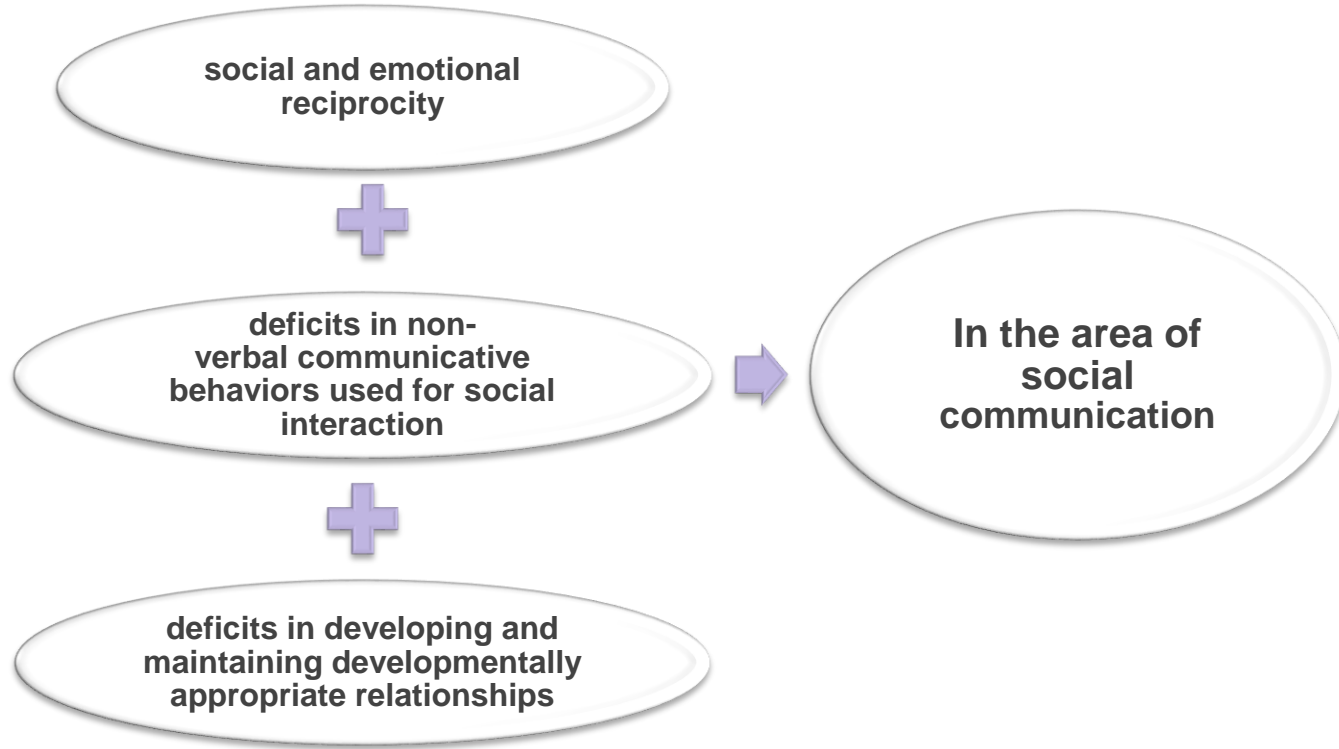 social and emotional
reciprocity
deficits in non-
verbal communicative
behaviors used for social
interaction
deficits in developing and
maintaining developmentally
appropriate relationships
In the area of
social
communication